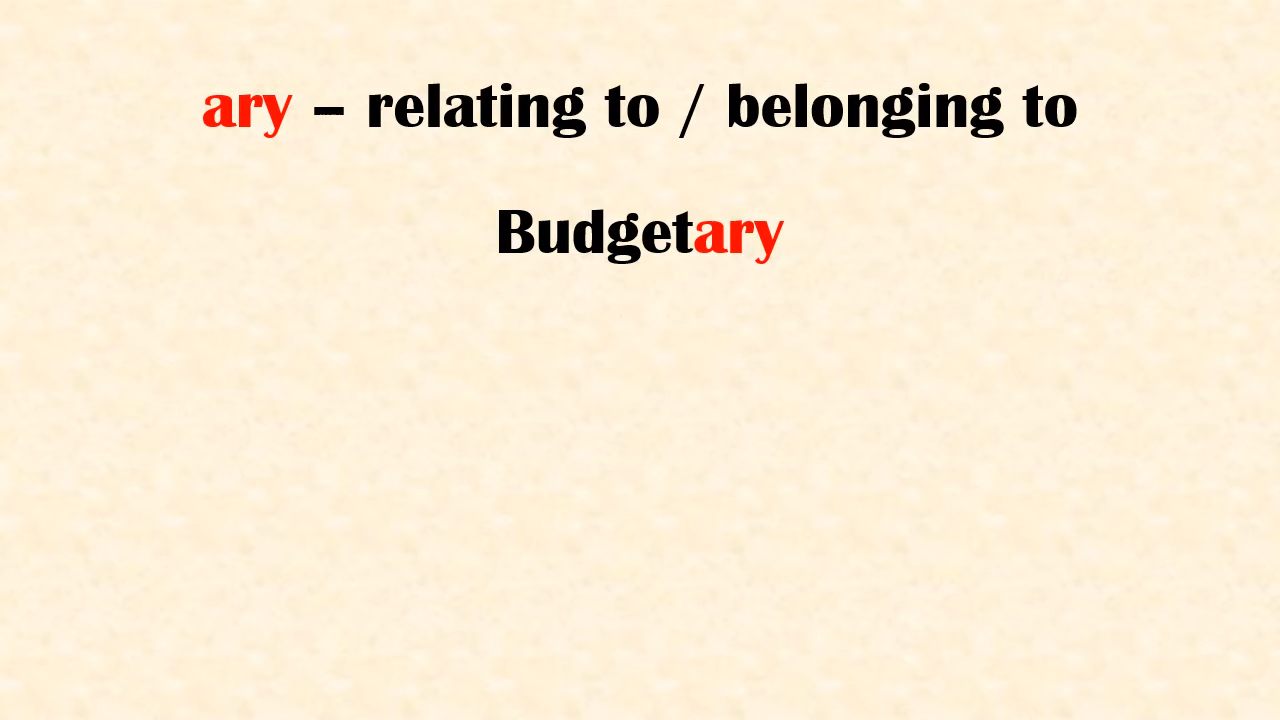 ary – relating to / belonging to
Budgetary